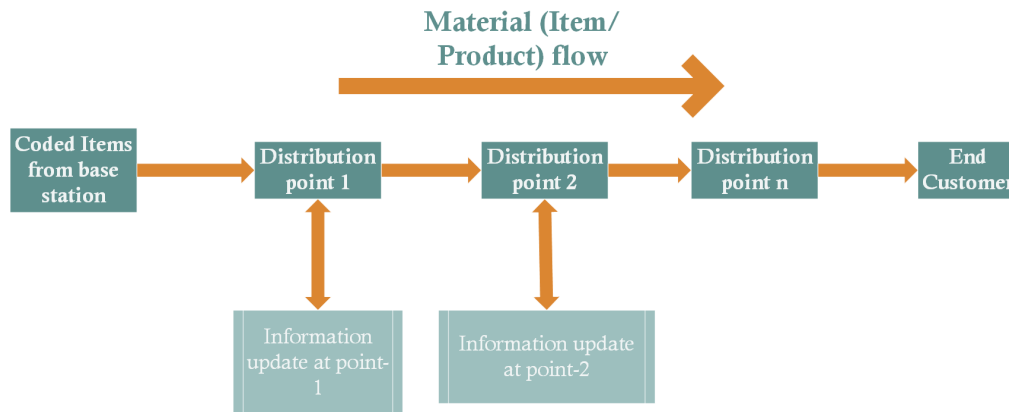 Material (Item/
Product) flow
Coded Items
from base
station
Distribution
point 1
Distribution
point 2
Distribution
point n
End
Customer
Information
update at point-
1
Information update
at point-2